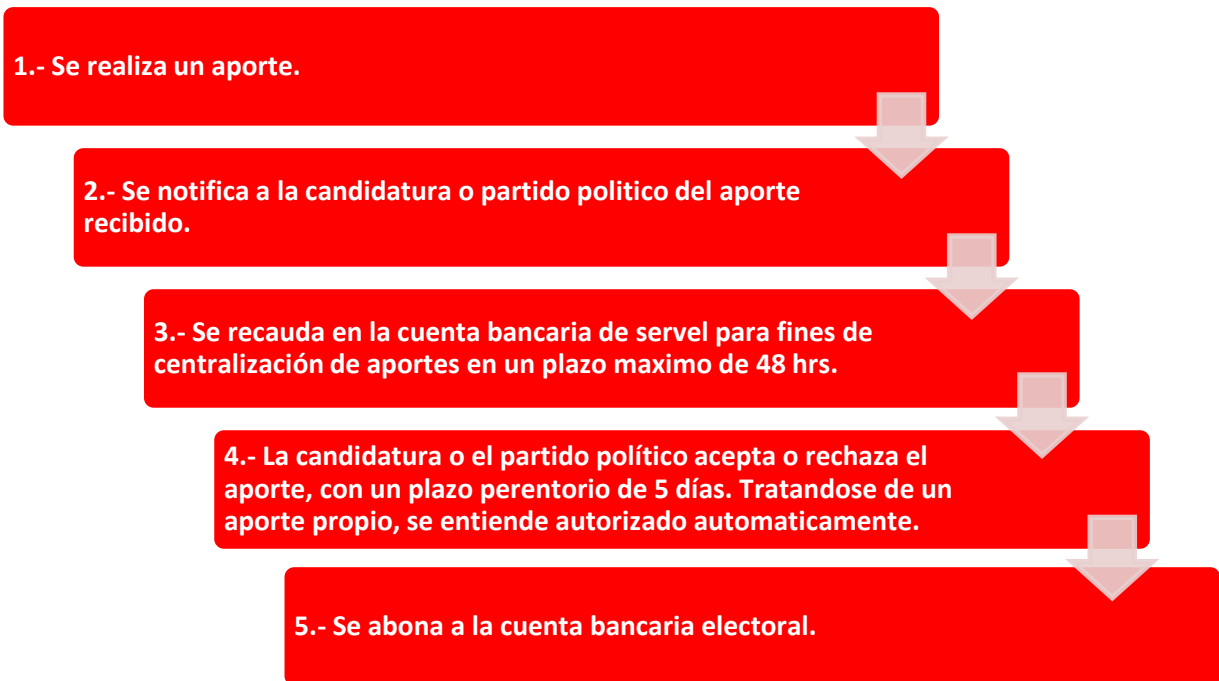 1.- Se realiza un aporte.
2.- Se notifica a la candidatura o partido politico del aporte
recibido.
3.- Se recauda en la cuenta bancaria de servel para fines de
centralización de aportes en un plazo maximo de 48 hrs.
4.- La candidatura o el partido político acepta o rechaza el
aporte, con un plazo perentorio de 5 días. Tratandose de un
aporte propio, se entiende autorizado automaticamente.
5.- Se abona a la cuenta bancaria electoral.